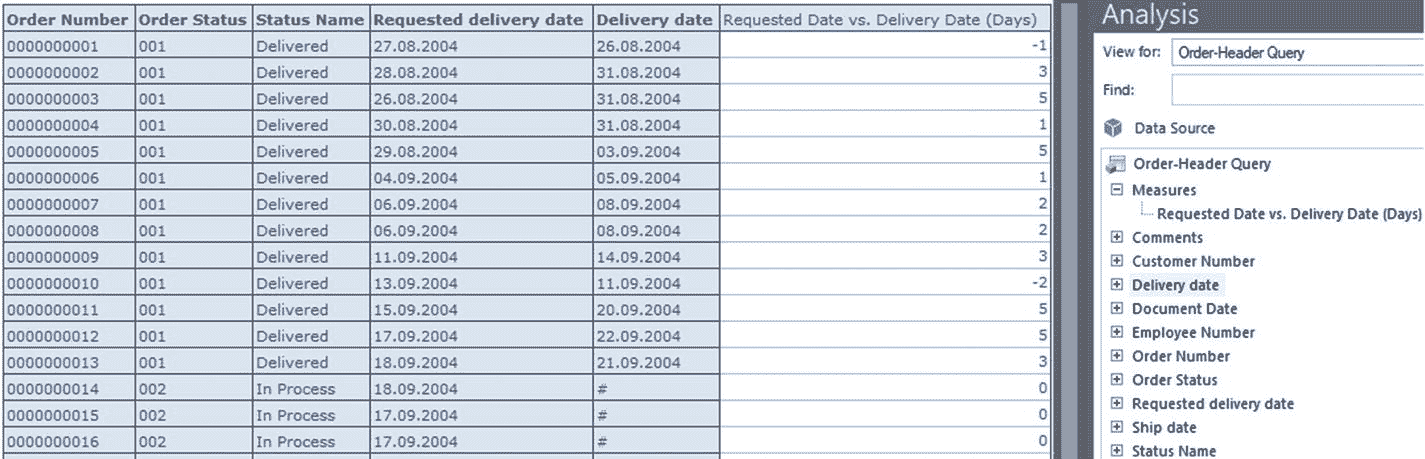 Order Number Order Status Status Name Requested delivery date Delivery date Requested Date vs. Delivery Date (Days)
0000000001 001 Delivered 27.08.2004 26.08.2004 -1
0000000002 001 Delivered 28.08.2004 31.08.2004 3
0000000003 001 Delivered 26.08.2004 31.08.2004 5
0000000004 001 Delivered 30.08.2004 31.08.2004 1
0000000005 001 Delivered 29.08.2004 03.09.2004 5
0000000006 001 Delivered 04.09.2004 05.09.2004 1
0000000007 001 Delivered 06.09.2004 08.09.2004 2
0000000008 001 Delivered 06.09.2004 08.09.2004 2
0000000009 001 Delivered 11.09.2004 14.09.2004 3
0000000010 001 Delivered 13.09.2004 11.09.2004 -2
0000000011 001 Delivered 15.09.2004 20.09.2004 5
0000000012 001 Delivered 17.09.2004 22.09.2004 5
0000000013 001 Delivered 18.09.2004 21.09.2004 3
0000000014 002 In Process 18.09.2004 # 0
0000000015 002 In Process 17.09.2004 # 0
0000000016 002 In Process 17.09.2004 # 0
Analysis
View for: Order-Header Query
Find:
Data Source
Order-Header Query
Measures
Requested Date vs. Delivery Date (Days)
Comments
Customer Number
Delivery date
Document Date
Employee Number
Order Number
Order Status
Requested delivery date
Ship date
Status Name